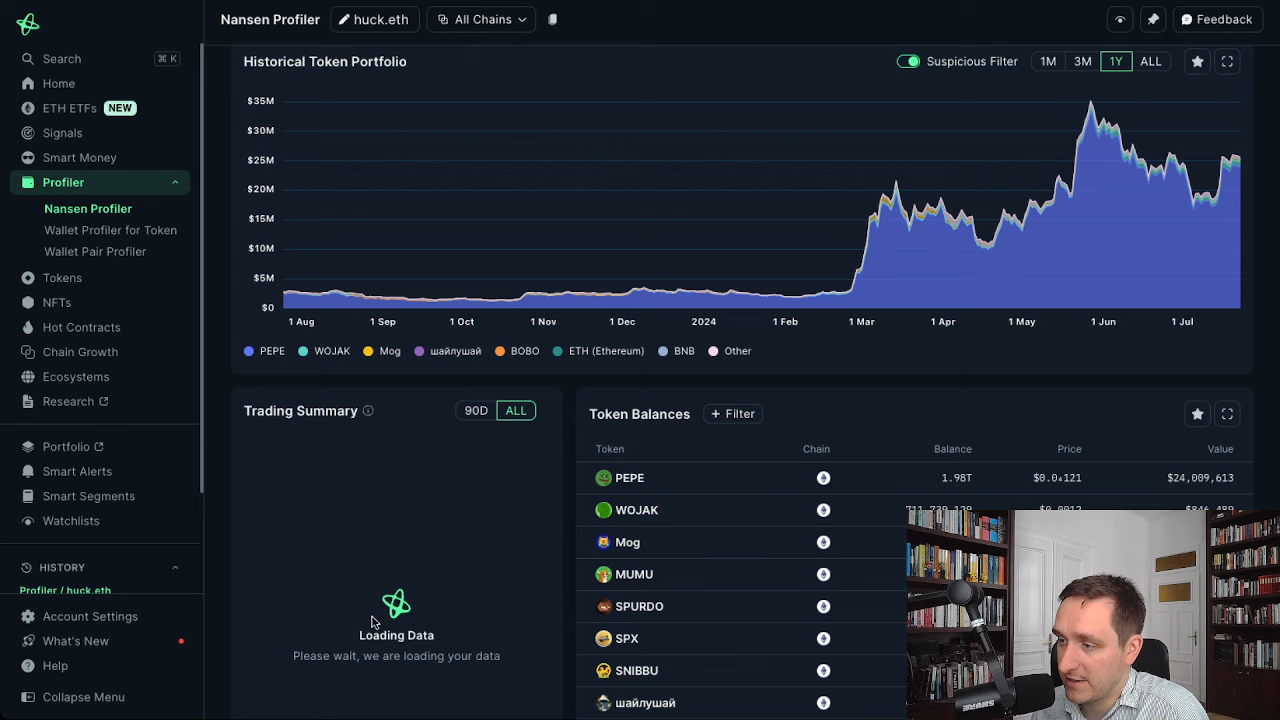 Nansen Profiler
huck.eth
All Chains
Feedback
Search
⌘ K
Home
ETH ETFs NEW
Signals
Smart Money
Profiler
Nansen Profiler
Wallet Profiler for Token
Wallet Pair Profiler
Tokens
NFTs
Hot Contracts
Chain Growth
Ecosystems
Research
Portfolio
Smart Alerts
Smart Segments
Watchlists
HISTORY
Profiler / huck.eth
Account Settings
What's New
Help
Collapse Menu
Historical Token Portfolio
Suspicious Filter
1M 3M 1Y ALL
$35M
$30M
$25M
$20M
$15M
$10M
$5M
$0
1 Aug 1 Sep 1 Oct 1 Nov 1 Dec 2024 1 Feb 1 Mar 1 Apr 1 May 1 Jun 1 Jul
PEPE WOJAK Mog шайлушай BOBO ETH (Ethereum) BNB Other
Trading Summary
90D ALL
Loading Data
Please wait, we are loading your data
Token Balances
+ Filter
Token Chain Balance Price Value
PEPE 1.98T $0.0₄121 $24,009,613
WOJAK
Mog
MUMU
SPURDO
SPX
SNIBBU
шайлушай